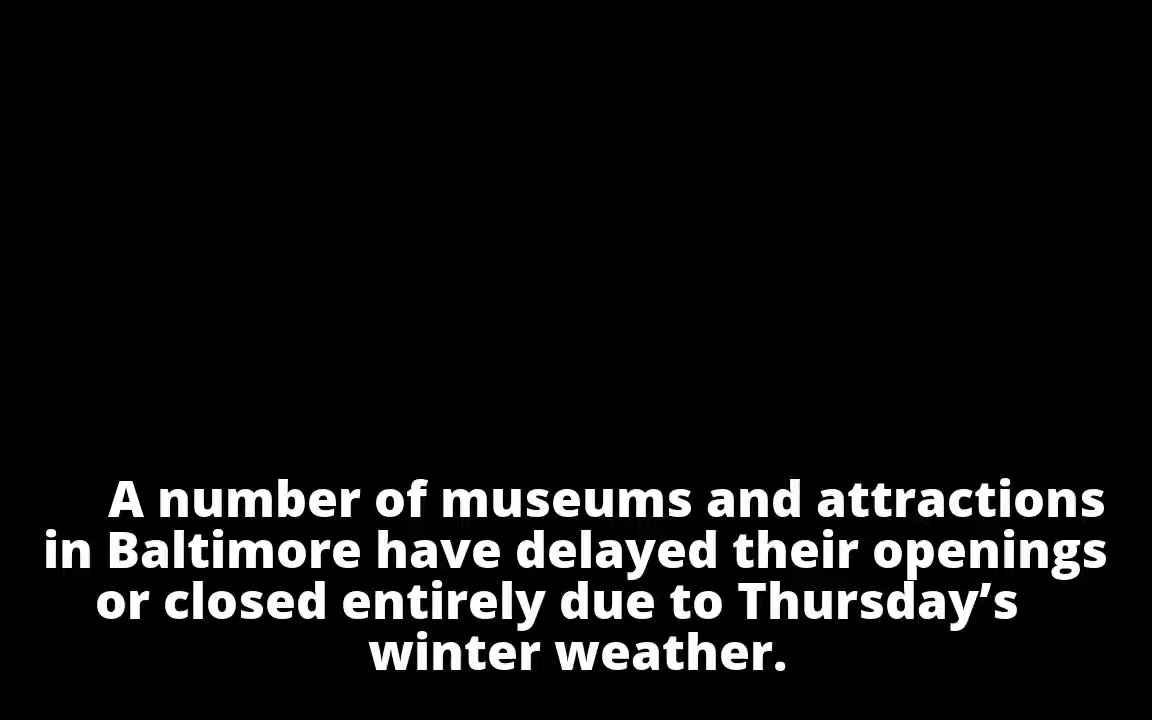 A number of museums and attractions
in Baltimore have delayed their openings
or closed entirely due to Thursday’s
winter weather.